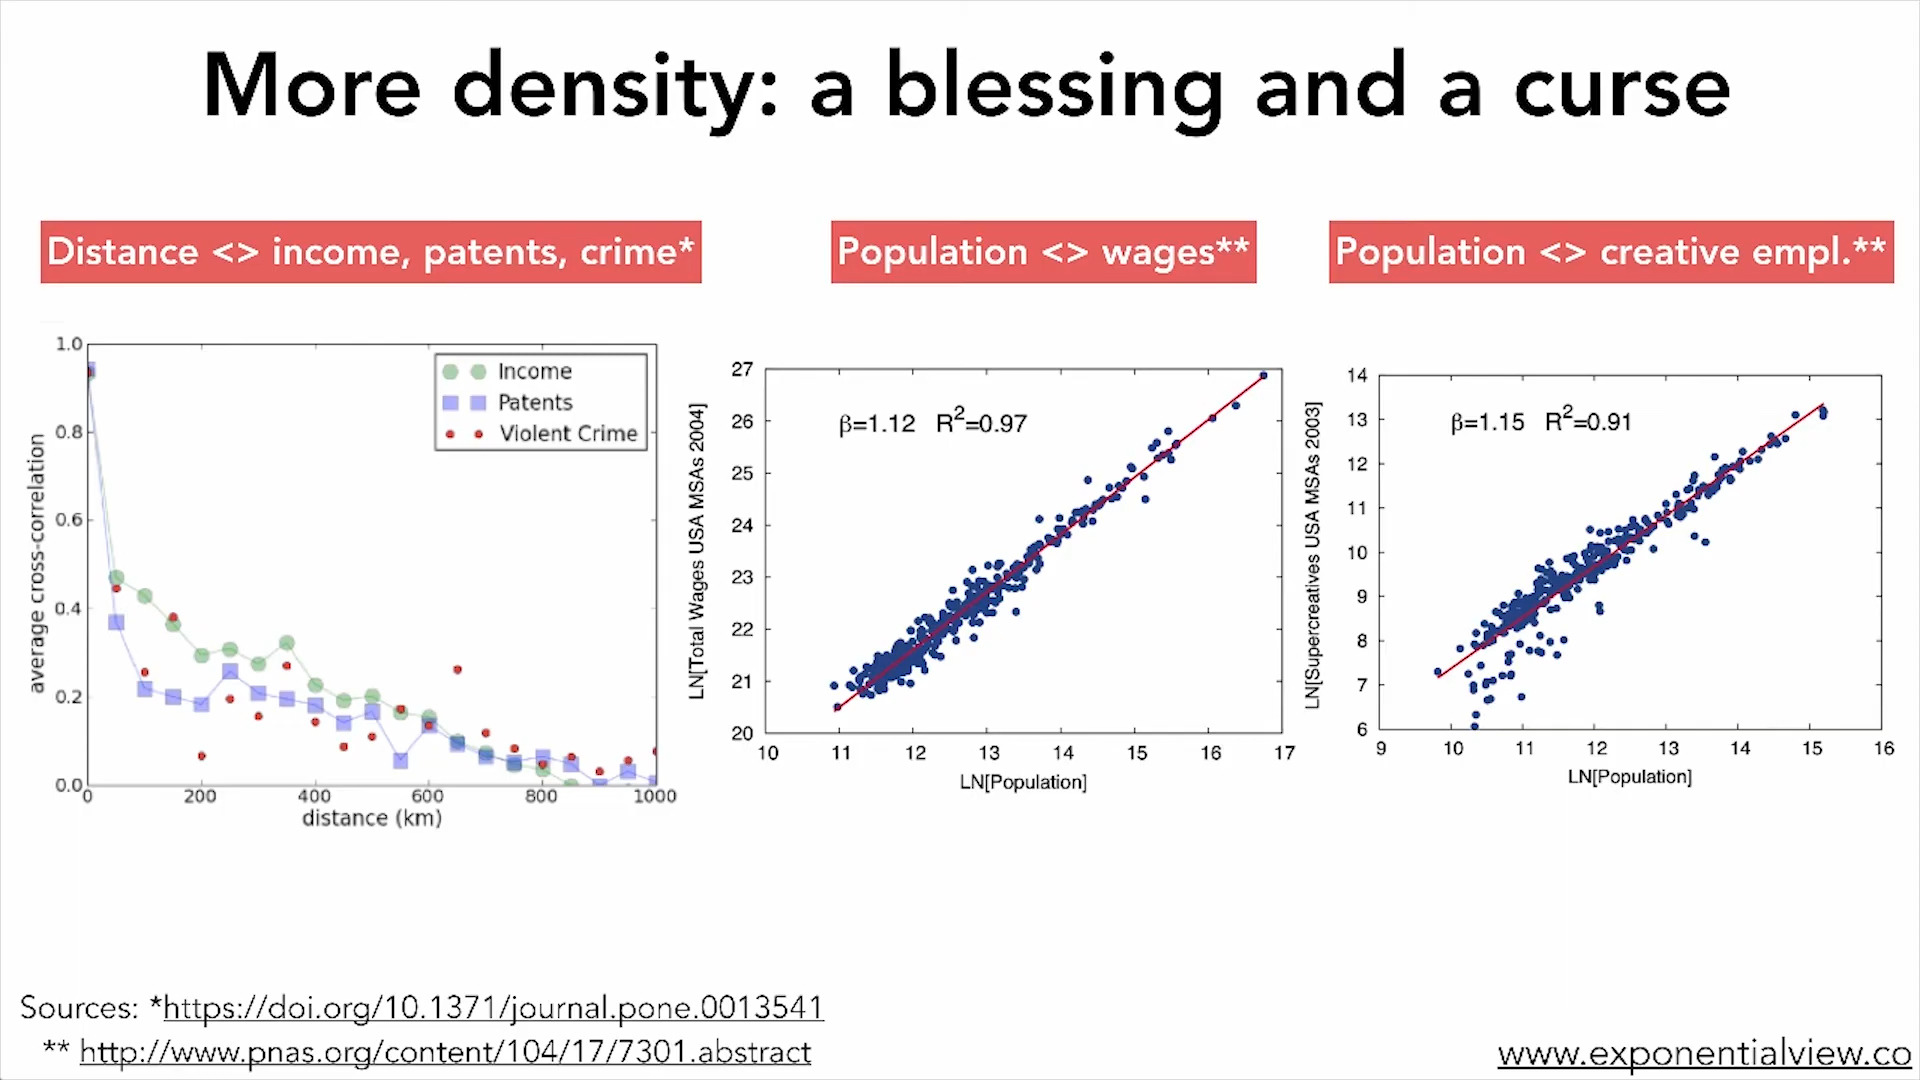 More density: a blessing and a curse
Distance <> income, patents, crime*
Population <> wages**
Population <> creative empl.**
1.0
0.8
0.6
0.4
0.2
0.0
average cross-correlation
Income
Patents
Violent Crime
0 200 400 600 800 1000
distance (km)
27
26
25
24
23
22
21
20
LN[Total Wages USA MSAs 2004]
β=1.12 R2=0.97
10 11 12 13 14 15 16 17
LN[Population]
14
13
12
11
10
9
8
7
6
LN[Supercreatives USA MSAs 2003]
β=1.15 R2=0.91
9 10 11 12 13 14 15 16
LN[Population]
Sources: *https://doi.org/10.1371/journal.pone.0013541
** http://www.pnas.org/content/104/17/7301.abstract
www.exponentialview.co